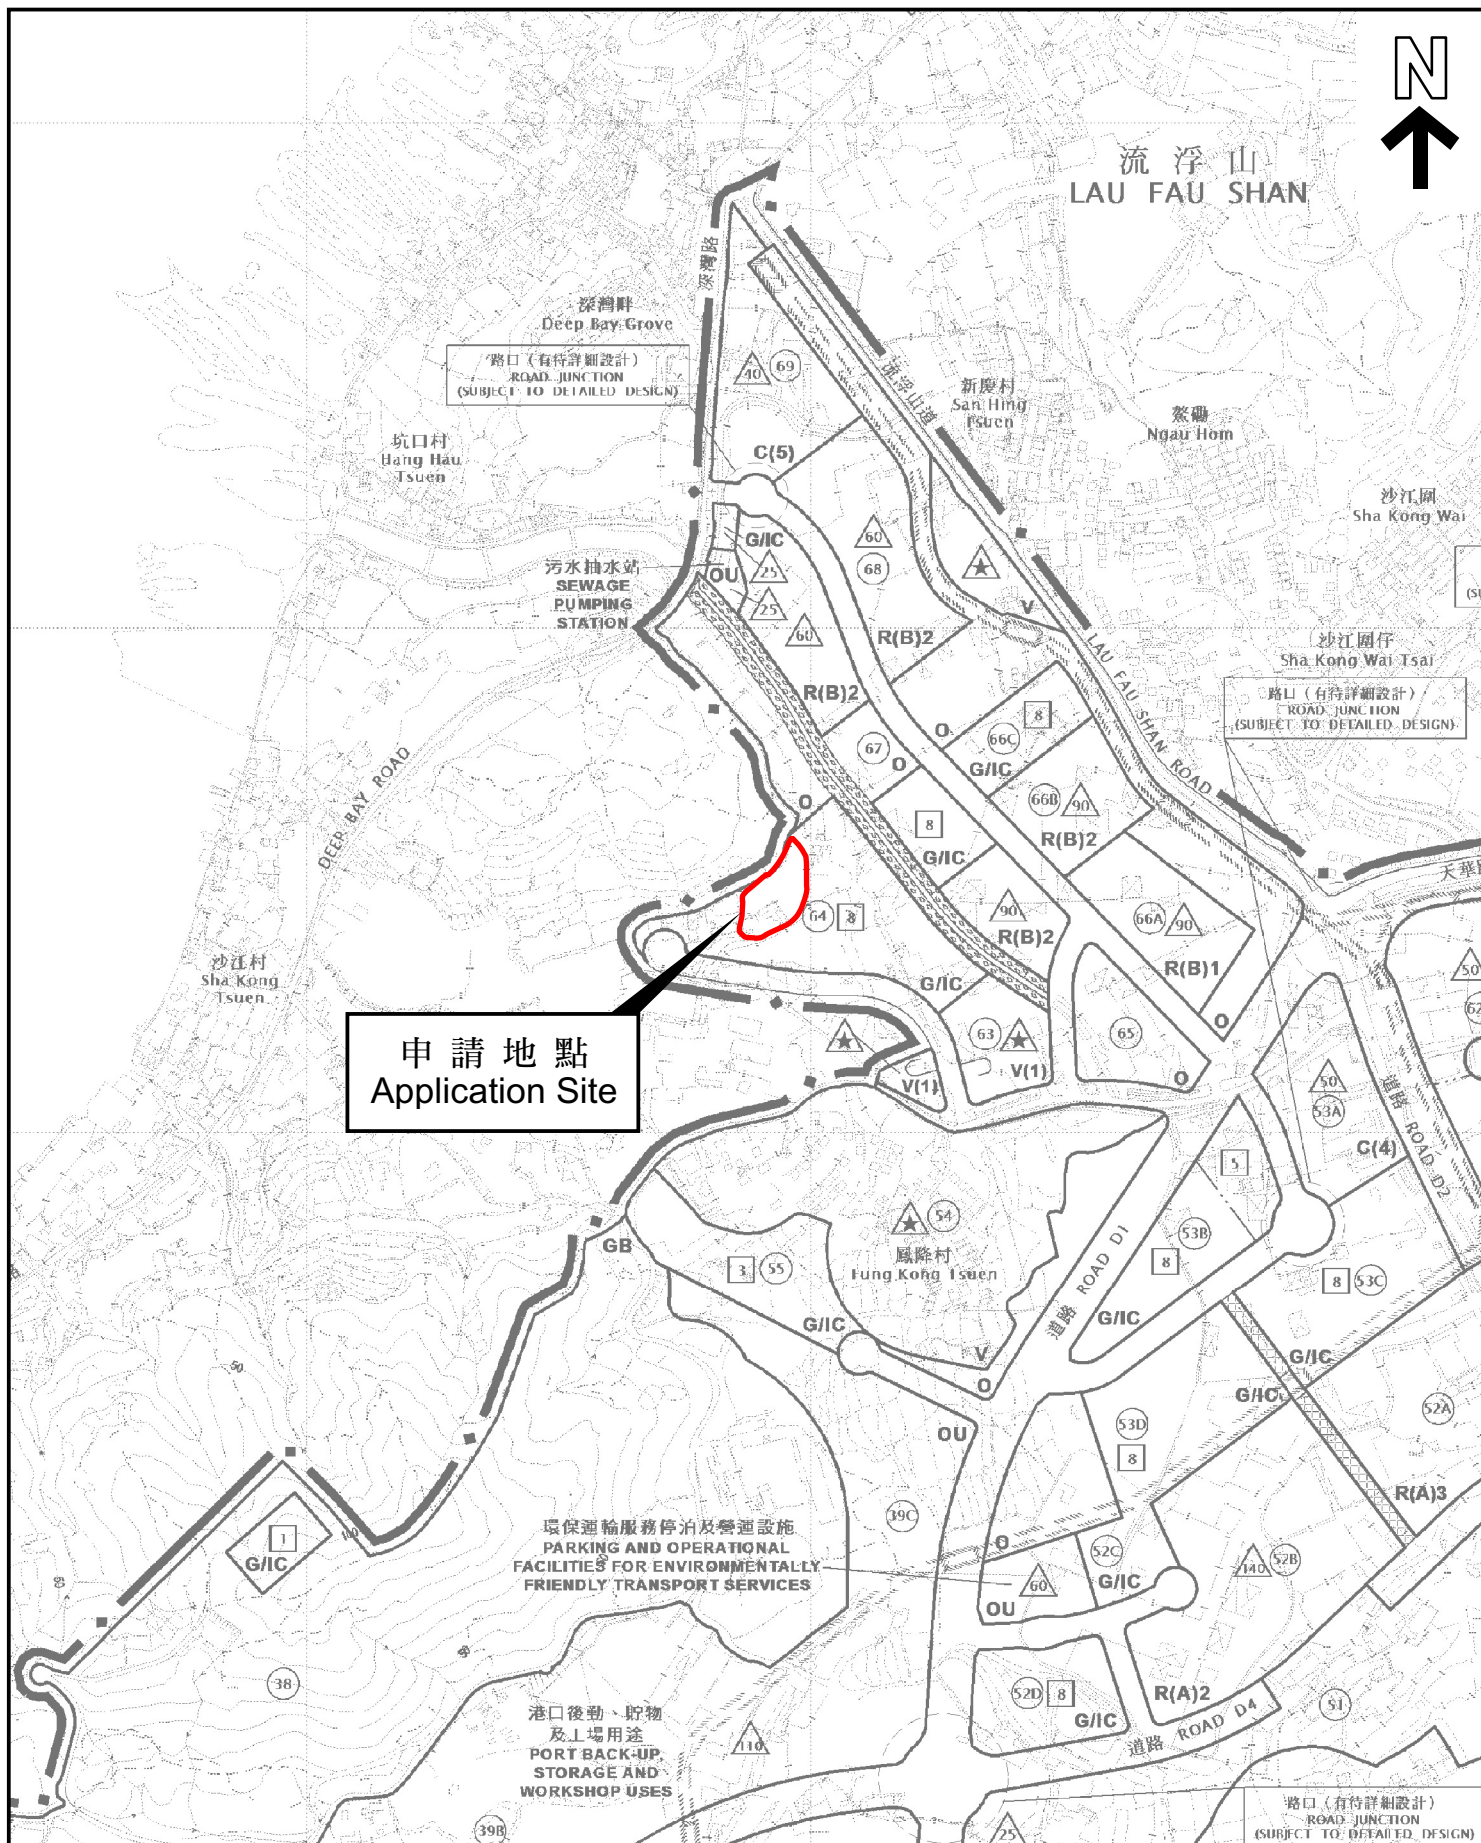 N
流浮山
LAU FAU SHAN
深灣路
深灣畔
Deep Bay Grove
路口（有待詳細設計）
ROAD JUNCTION
(SUBJECT TO DETAILED DESIGN)
40
69
流浮山道
新慶村
San Hing
Tsuen
鰲磡
Ngau Hom
坑口村
Hang Hau
Tsuen
C(5)
沙江圍
Sha Kong Wai
G/IC
60
68
污水抽水站
SEWAGE
PUMPING
STATION
OU
25
25
60
V
R(B)2
沙江圍仔
Sha Kong Wai Tsai
路口（有待詳細設計）
ROAD JUNCTION
(SUBJECT TO DETAILED DESIGN)
LAU FAU SHAN ROAD
R(B)2
8
66C
O
G/IC
67
O
DEEP BAY ROAD
66B
90
R(B)2
O
8
G/IC
天華
90
R(B)2
66A
90
R(B)1
64
8
50
沙江村
Sha Kong
Tsuen
G/IC
O
申請地點
Application Site
63
V(1)
65
O
V(1)
50
53A
C(4)
道路 ROAD D2
5
54
鳳降村
Fung Kong Tsuen
53B
8
GB
3
55
道路 ROAD D1
8
53C
G/IC
G/IC
V
O
G/IC
G/IC
52A
50
OU
53D
8
R(A)3
1
G/IC
100
39C
環保運輸服務停泊及營運設施
PARKING AND OPERATIONAL
FACILITIES FOR ENVIRONMENTALLY
FRIENDLY TRANSPORT SERVICES
O
52C
G/IC
60
OU
140
52B
38
52D
8
G/IC
R(A)2
道路 ROAD D4
51
港口後勤、貯物
及工場用途
PORT BACK-UP,
STORAGE AND
WORKSHOP USES
110
39B
25
路口（有待詳細設計）
ROAD JUNCTION
(SUBJECT TO DETAILED DESIGN)